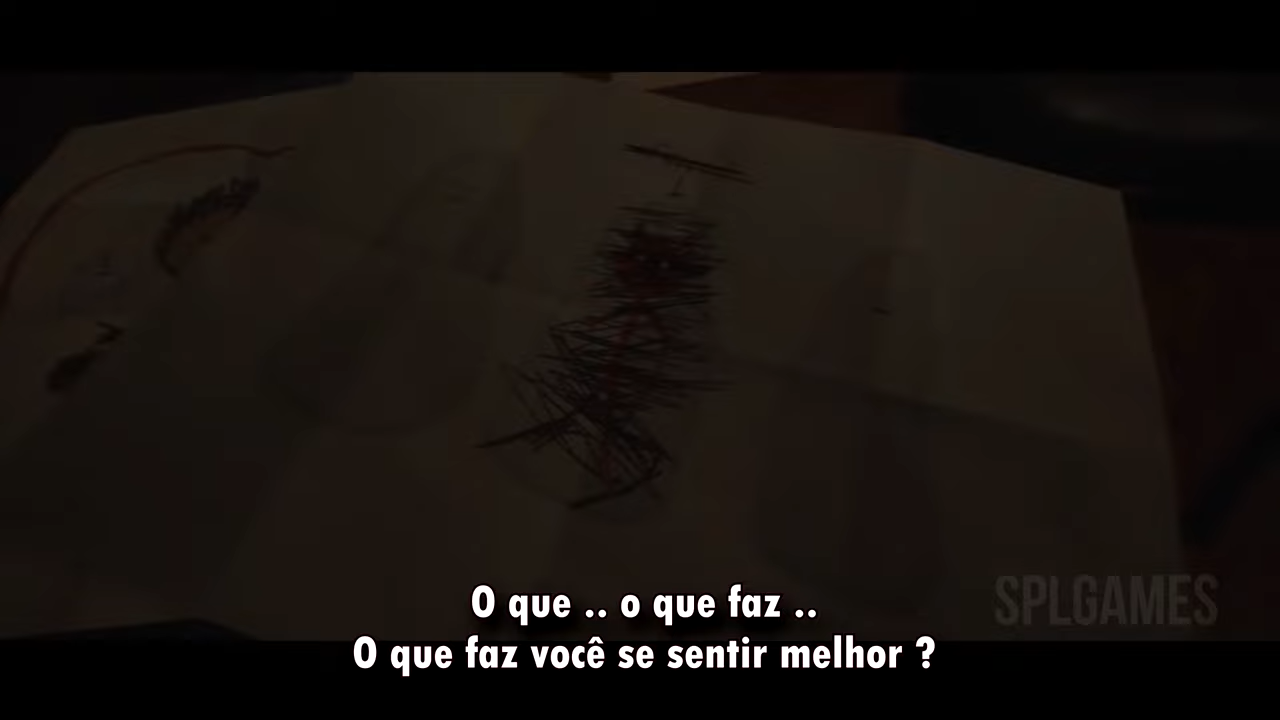 SPLGAMES
O que .. o que faz ..
O que faz você se sentir melhor ?